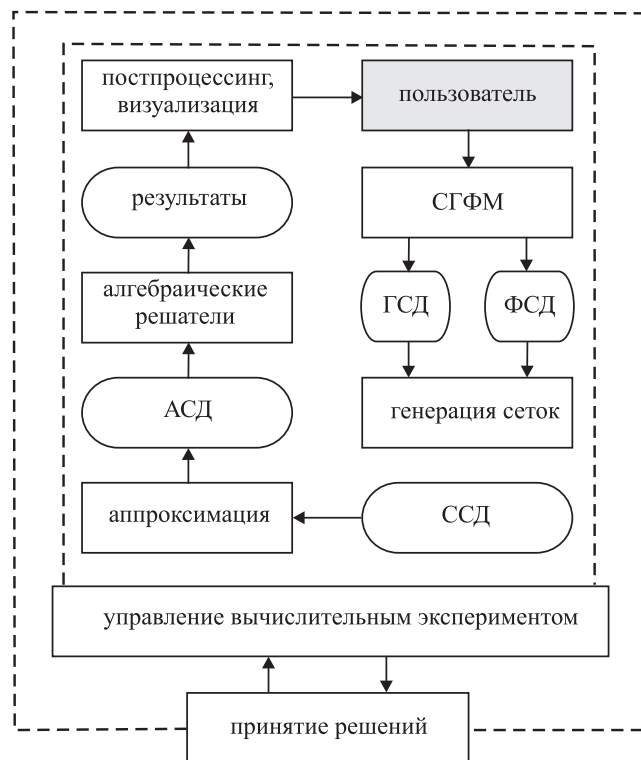 постпроцессинг,
визуализация
пользователь
результаты
СГФМ
алгебраические
решатели
ГСД
ФСД
АСД
генерация сеток
аппроксимация
ССД
управление вычислительным экспериментом
принятие решений